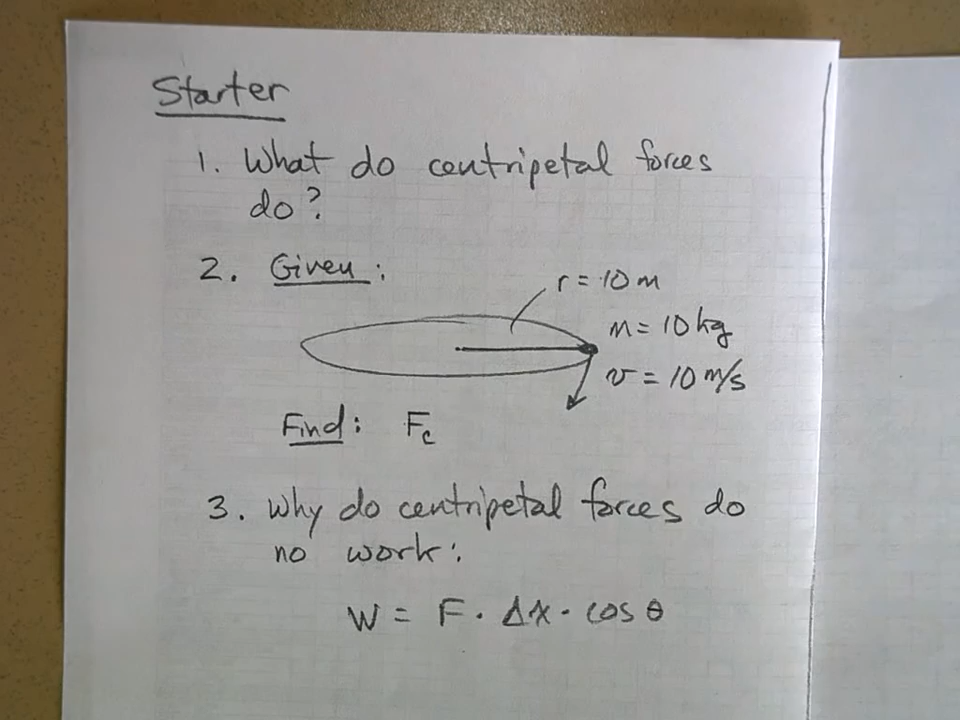 Starter
1. What do centripetal forces
do?
2. Given:
r = 10 m
m = 10 kg
v = 10 m/s
Find: Fc
3. Why do centripetal forces do
no work:
W = F · Δx · cos θ